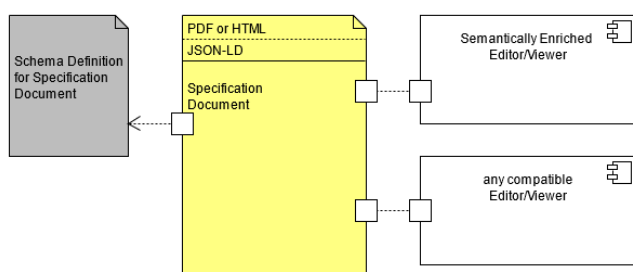 Schema Definition
for Specification
Document
PDF or HTML
JSON-LD
Specification
Document
Semantically Enriched
Editor/Viewer
any compatible
Editor/Viewer